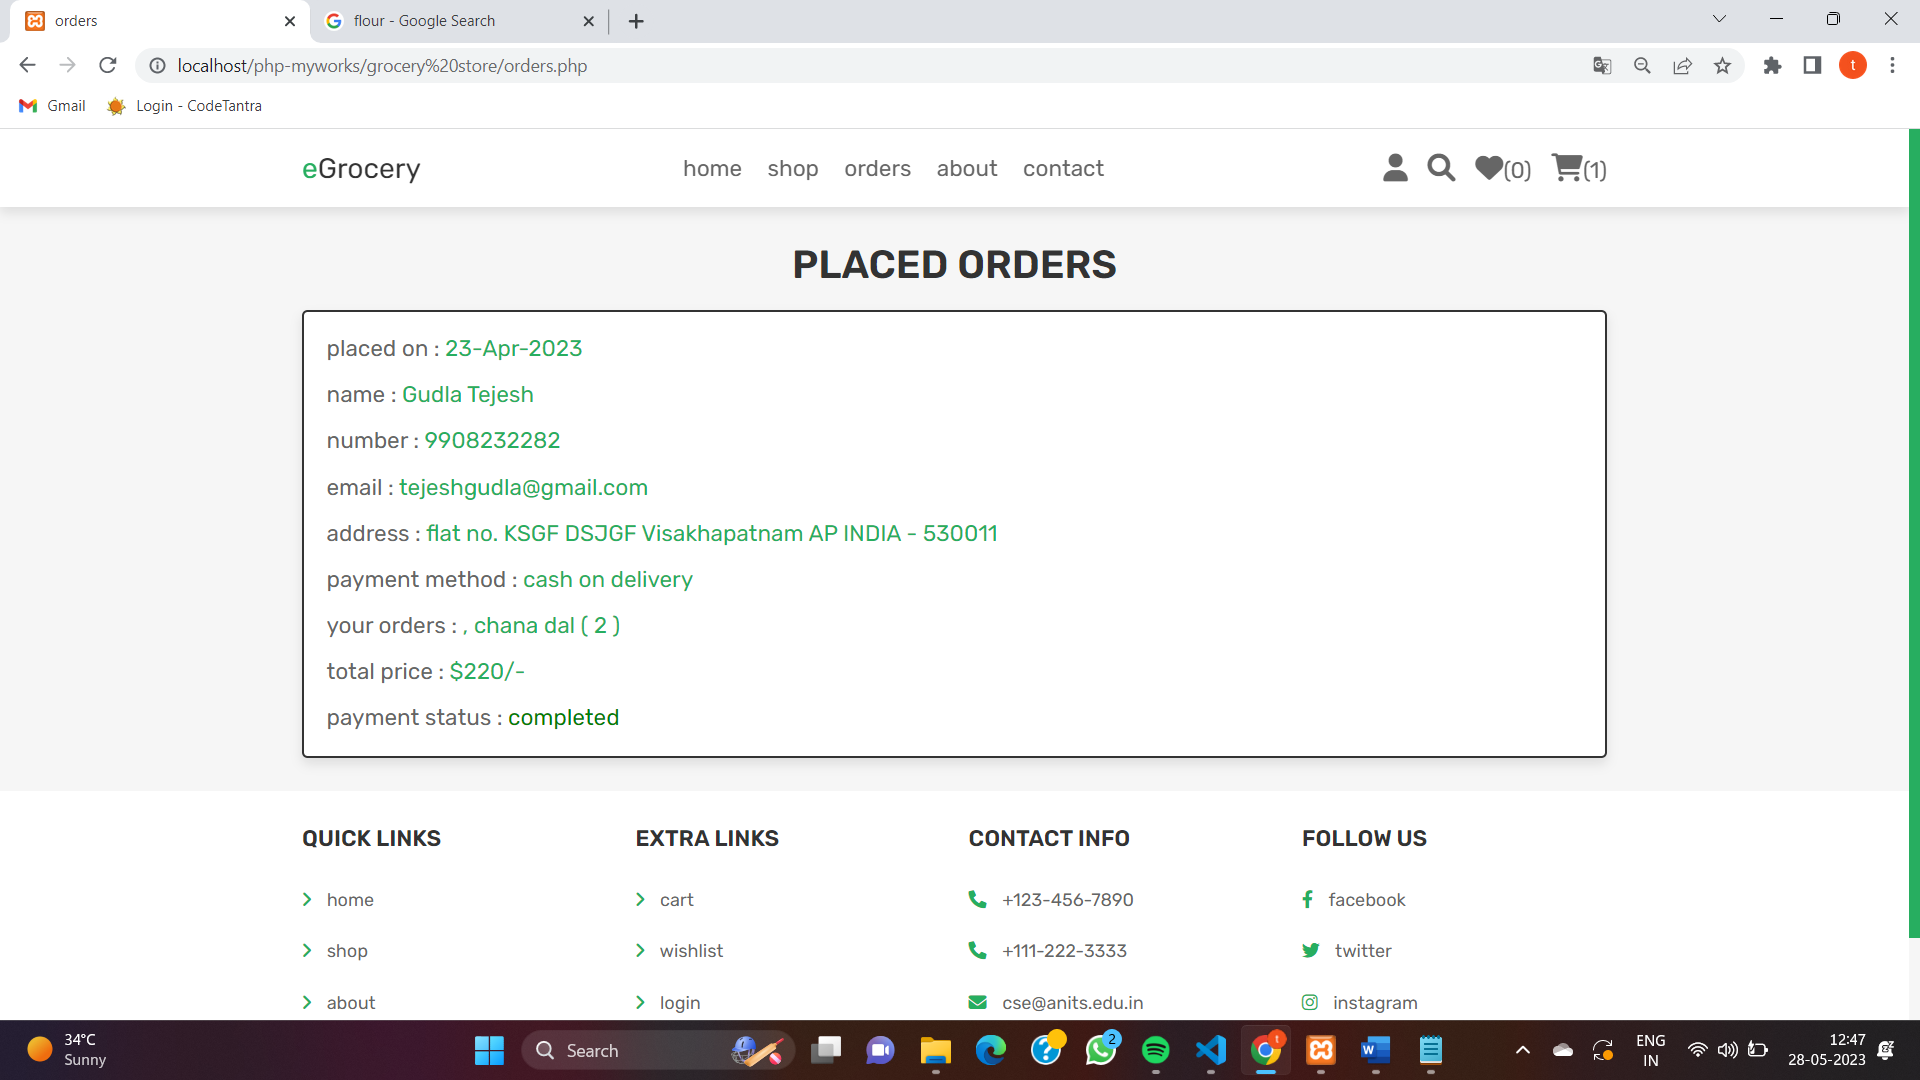 orders
flour - Google Search
localhost/php-myworks/grocery%20store/orders.php
t
Gmail
Login - CodeTantra
eGrocery
home shop orders about contact
(0) (1)
PLACED ORDERS
placed on : 23-Apr-2023
name : Gudla Tejesh
number : 9908232282
email : tejeshgudla@gmail.com
address : flat no. KSGF DSJGF Visakhapatnam AP INDIA - 530011
payment method : cash on delivery
your orders : , chana dal ( 2 )
total price : $220/-
payment status : completed
QUICK LINKS EXTRA LINKS CONTACT INFO FOLLOW US
home cart +123-456-7890 facebook
shop wishlist +111-222-3333 twitter
about login cse@anits.edu.in instagram
34°C
Sunny
Search
2
t
ENG
IN
12:47
28-05-2023